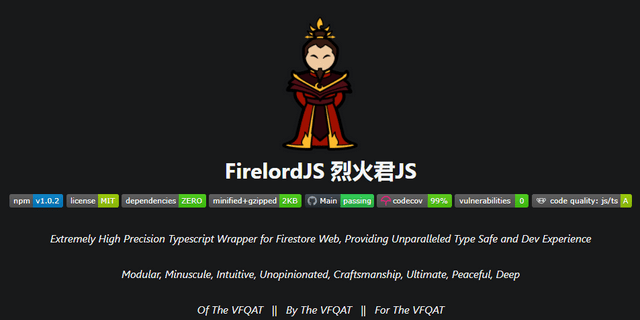 FirelordJS 烈火君JS
npm v1.0.2 license MIT dependencies ZERO minified+gzipped 2KB Main passing codecov 99% vulnerabilities 0 code quality: js/ts A
Extremely High Precision Typescript Wrapper for Firestore Web, Providing Unparalleled Type Safe and Dev Experience
Modular, Minuscule, Intuitive, Unopinionated, Craftsmanship, Ultimate, Peaceful, Deep
Of The VFQAT || By The VFQAT || For The VFQAT